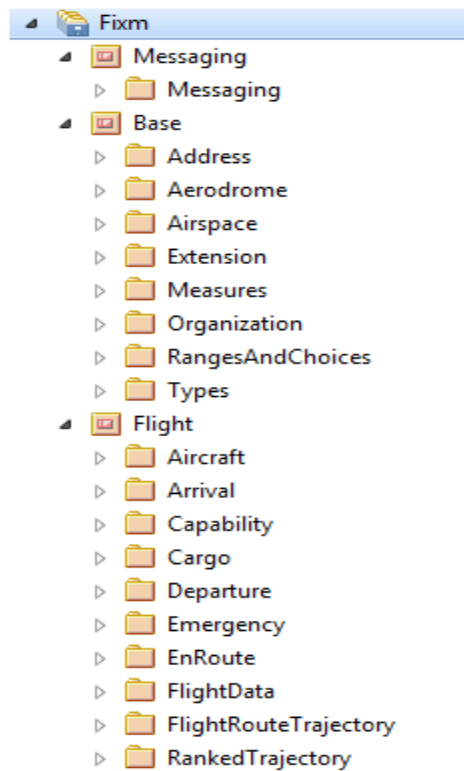 Fixm
Messaging
Messaging
Base
Address
Aerodrome
Airspace
Extension
Measures
Organization
RangesAndChoices
Types
Flight
Aircraft
Arrival
Capability
Cargo
Departure
Emergency
EnRoute
FlightData
FlightRouteTrajectory
RankedTrajectory